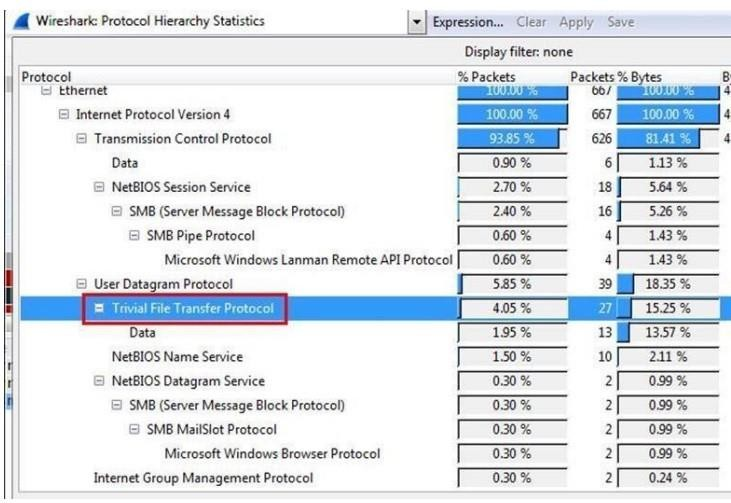 Wireshark: Protocol Hierarchy Statistics Expression... Clear Apply Save
Display filter: none
Protocol % Packets Packets % Bytes
Ethernet 100.00 % 667 100.00 % 4
Internet Protocol Version 4 100.00 % 667 100.00 % 4
Transmission Control Protocol 93.85 % 626 81.41 % 4
Data 0.90 % 6 1.13 %
NetBIOS Session Service 2.70 % 18 5.64 %
SMB (Server Message Block Protocol) 2.40 % 16 5.26 %
SMB Pipe Protocol 0.60 % 4 1.43 %
Microsoft Windows Lanman Remote API Protocol 0.60 % 4 1.43 %
User Datagram Protocol 5.85 % 39 18.35 %
Trivial File Transfer Protocol 4.05 % 27 15.25 %
Data 1.95 % 13 13.57 %
NetBIOS Name Service 1.50 % 10 2.11 %
NetBIOS Datagram Service 0.30 % 2 0.99 %
SMB (Server Message Block Protocol) 0.30 % 2 0.99 %
SMB MailSlot Protocol 0.30 % 2 0.99 %
Microsoft Windows Browser Protocol 0.30 % 2 0.99 %
Internet Group Management Protocol 0.30 % 2 0.24 %